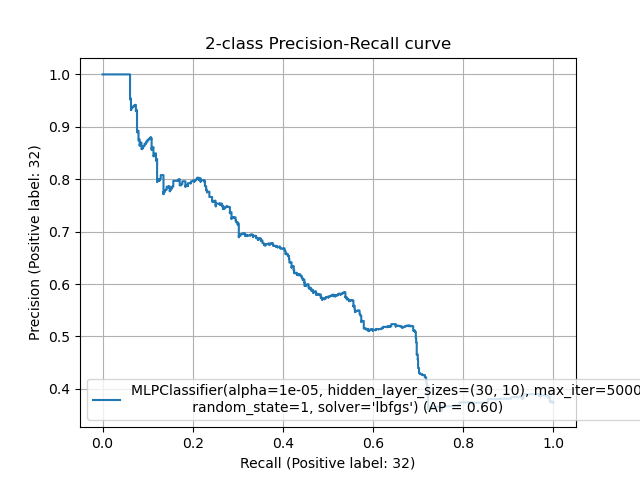 2-class Precision-Recall curve
1.0
0.9
0.8
0.7
0.6
0.5
0.4
Precision (Positive label: 32)
MLPClassifier(alpha=1e-05, hidden_layer_sizes=(30, 10), max_iter=5000
random_state=1, solver='lbfgs') (AP = 0.60)
0.0 0.2 0.4 0.6 0.8 1.0
Recall (Positive label: 32)